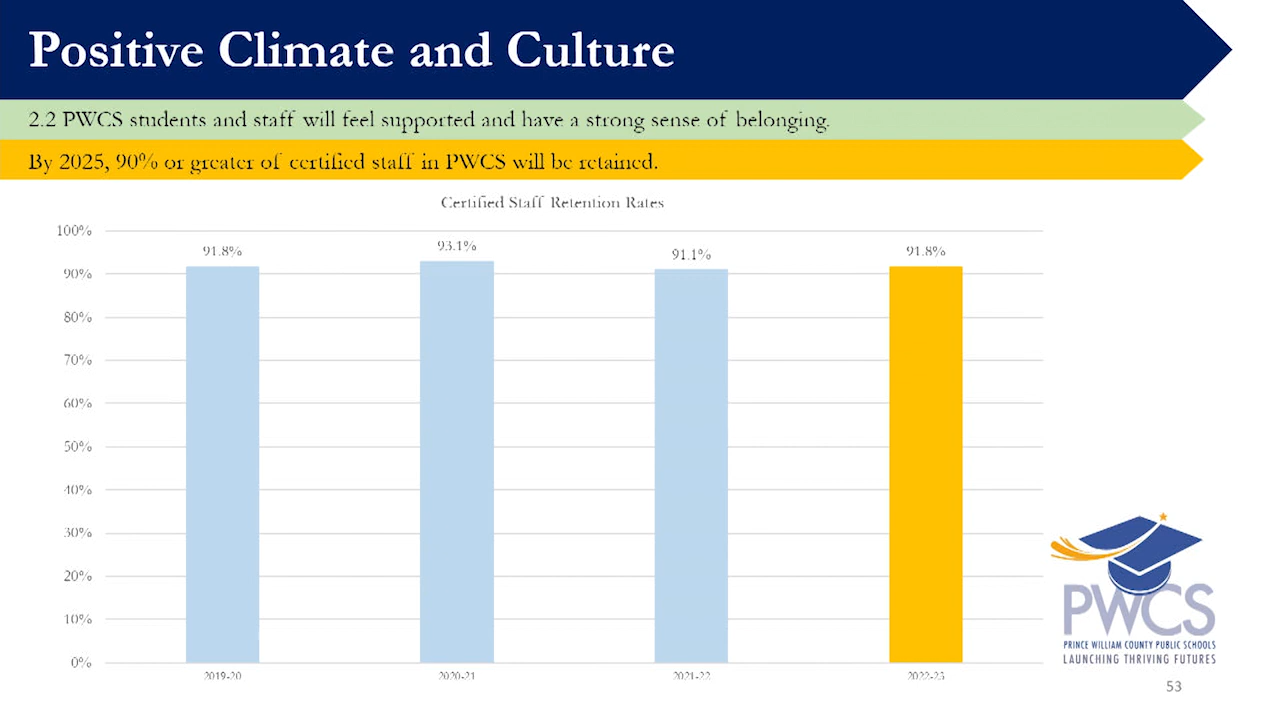 Positive Climate and Culture
2.2 PWCS students and staff will feel supported and have a strong sense of belonging.
By 2025, 90% or greater of certified staff in PWCS will be retained.
Certified Staff Retention Rates
100%
90%
80%
70%
60%
50%
40%
30%
20%
10%
0%
91.8%
93.1%
91.1%
91.8%
2019-20
2020-21
2021-22
2022-23
PWCS
PRINCE WILLIAM COUNTY PUBLIC SCHOOLS
LAUNCHING THRIVING FUTURES
53